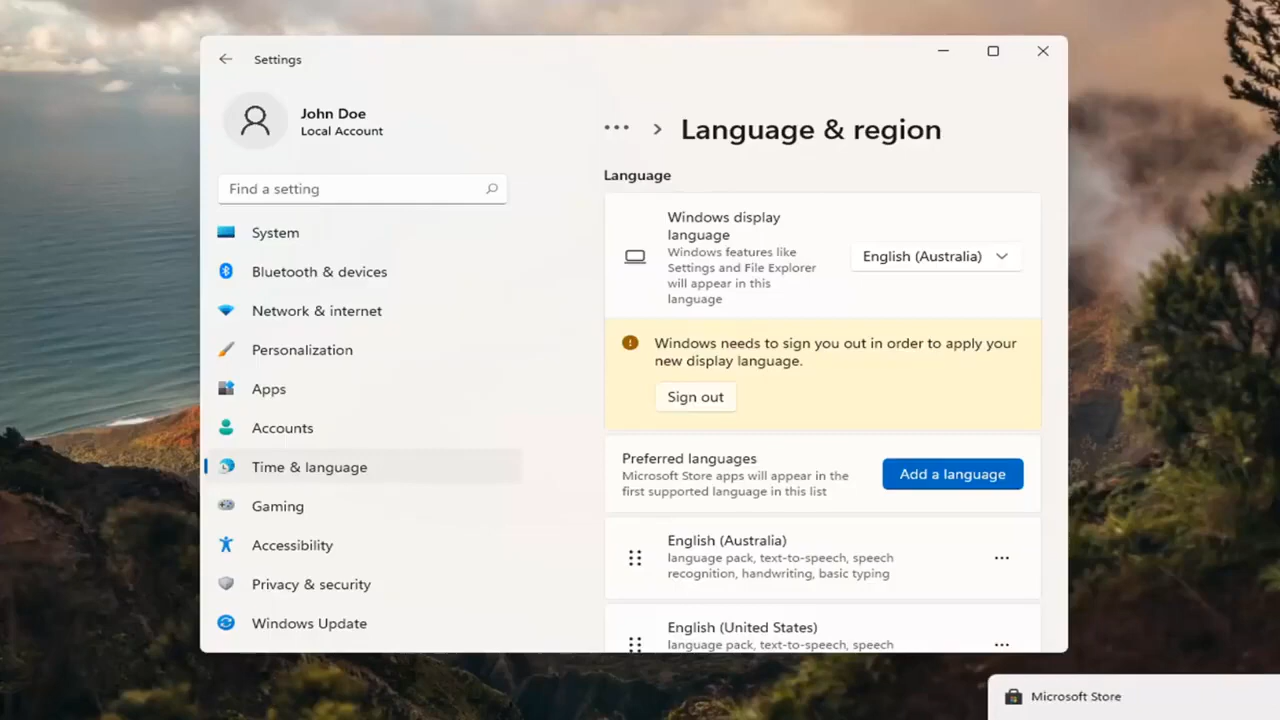 Settings
John Doe
Local Account
Find a setting
System
Bluetooth & devices
Network & internet
Personalization
Apps
Accounts
Time & language
Gaming
Accessibility
Privacy & security
Windows Update
Language & region
Language
Windows display
language
Windows features like
Settings and File Explorer
will appear in this
language
English (Australia)
Windows needs to sign you out in order to apply your
new display language.
Sign out
Preferred languages
Microsoft Store apps will appear in the
first supported language in this list
Add a language
English (Australia)
language pack, text-to-speech, speech
recognition, handwriting, basic typing
English (United States)
language pack, text-to-speech, speech
Microsoft Store